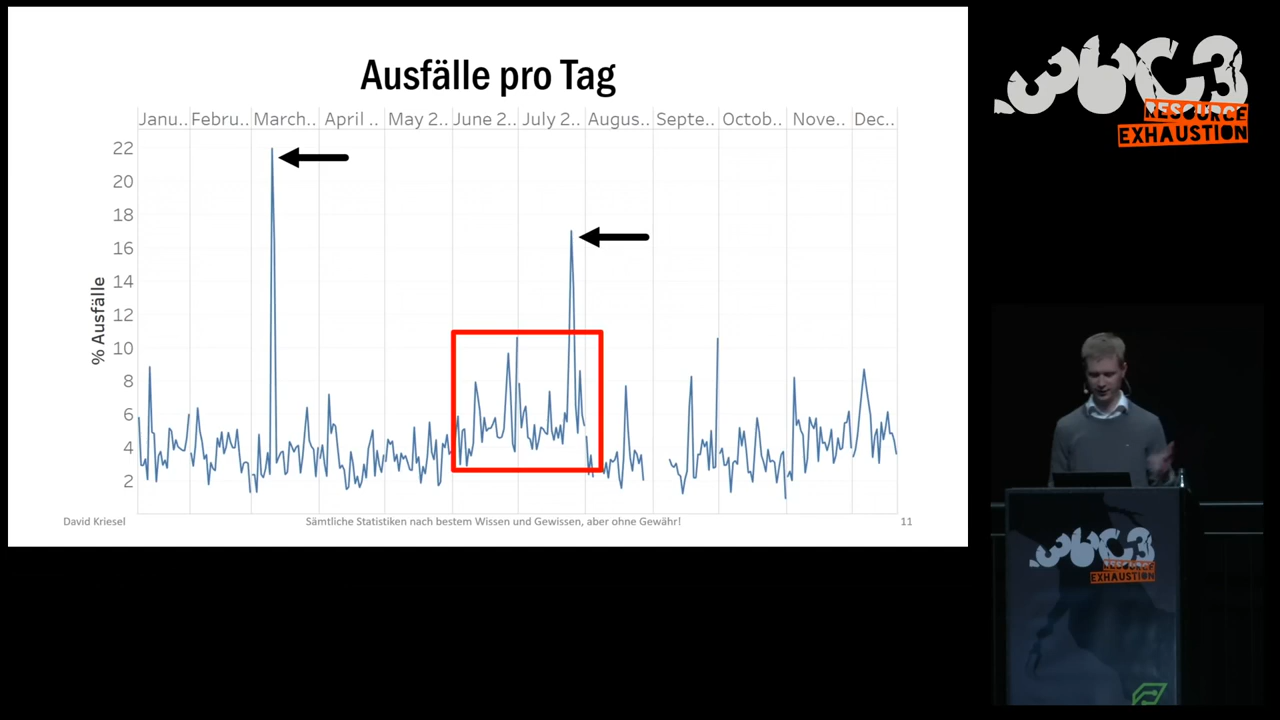 Ausfälle pro Tag
Janu.. Febru.. March.. April .. May 2.. June 2.. July 2.. Augus.. Septe.. Octob.. Nove.. Dec..
22
20
18
16
14
12
10
8
6
4
2
% Ausfälle
David Kriesel
Sämtliche Statistiken nach bestem Wissen und Gewissen, aber ohne Gewähr!
11
36C3
RESOURCE
EXHAUSTION
36C3
RESOURCE
EXHAUSTION